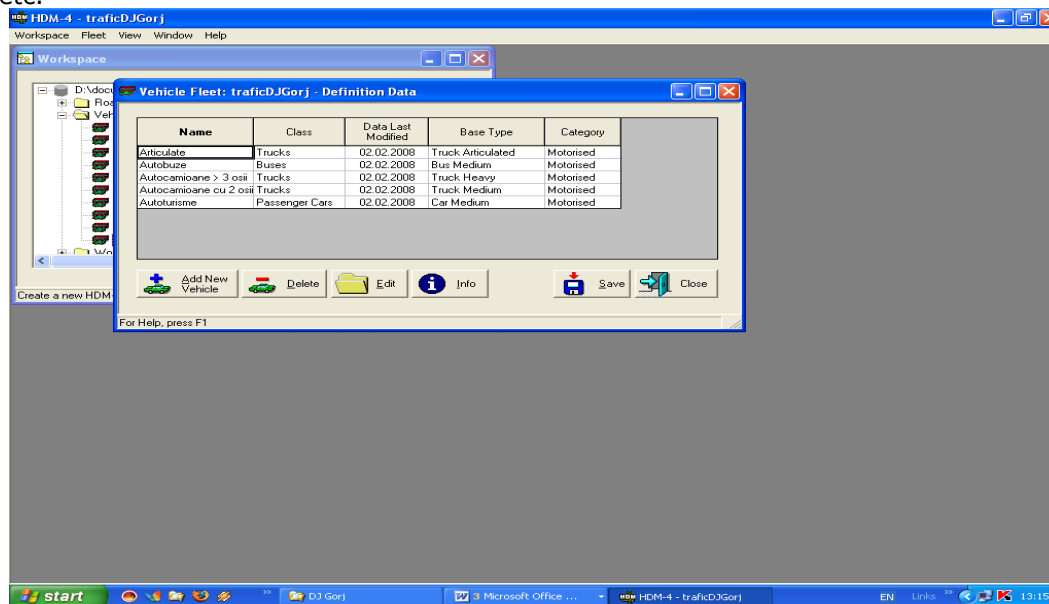 etc.
HDM-4 - traficDJGorj
Workspace Fleet View Window Help
Workspace
D:\docu
Roa
Veh
Wo
Create a new HDM-
Vehicle Fleet: traficDJGorj - Definition Data
Name Class Data Last Modified Base Type Category
Articulate Trucks 02.02.2008 Truck Articulated Motorised
Autobuze Buses 02.02.2008 Bus Medium Motorised
Autocamioane > 3 osii Trucks 02.02.2008 Truck Heavy Motorised
Autocamioane cu 2 osii Trucks 02.02.2008 Truck Medium Motorised
Autoturisme Passenger Cars 02.02.2008 Car Medium Motorised
Add New Vehicle Delete Edit Info Save Close
For Help, press F1
start DJ Gorj 3 Microsoft Office ... HDM-4 - traficDJGorj EN Links 13:15